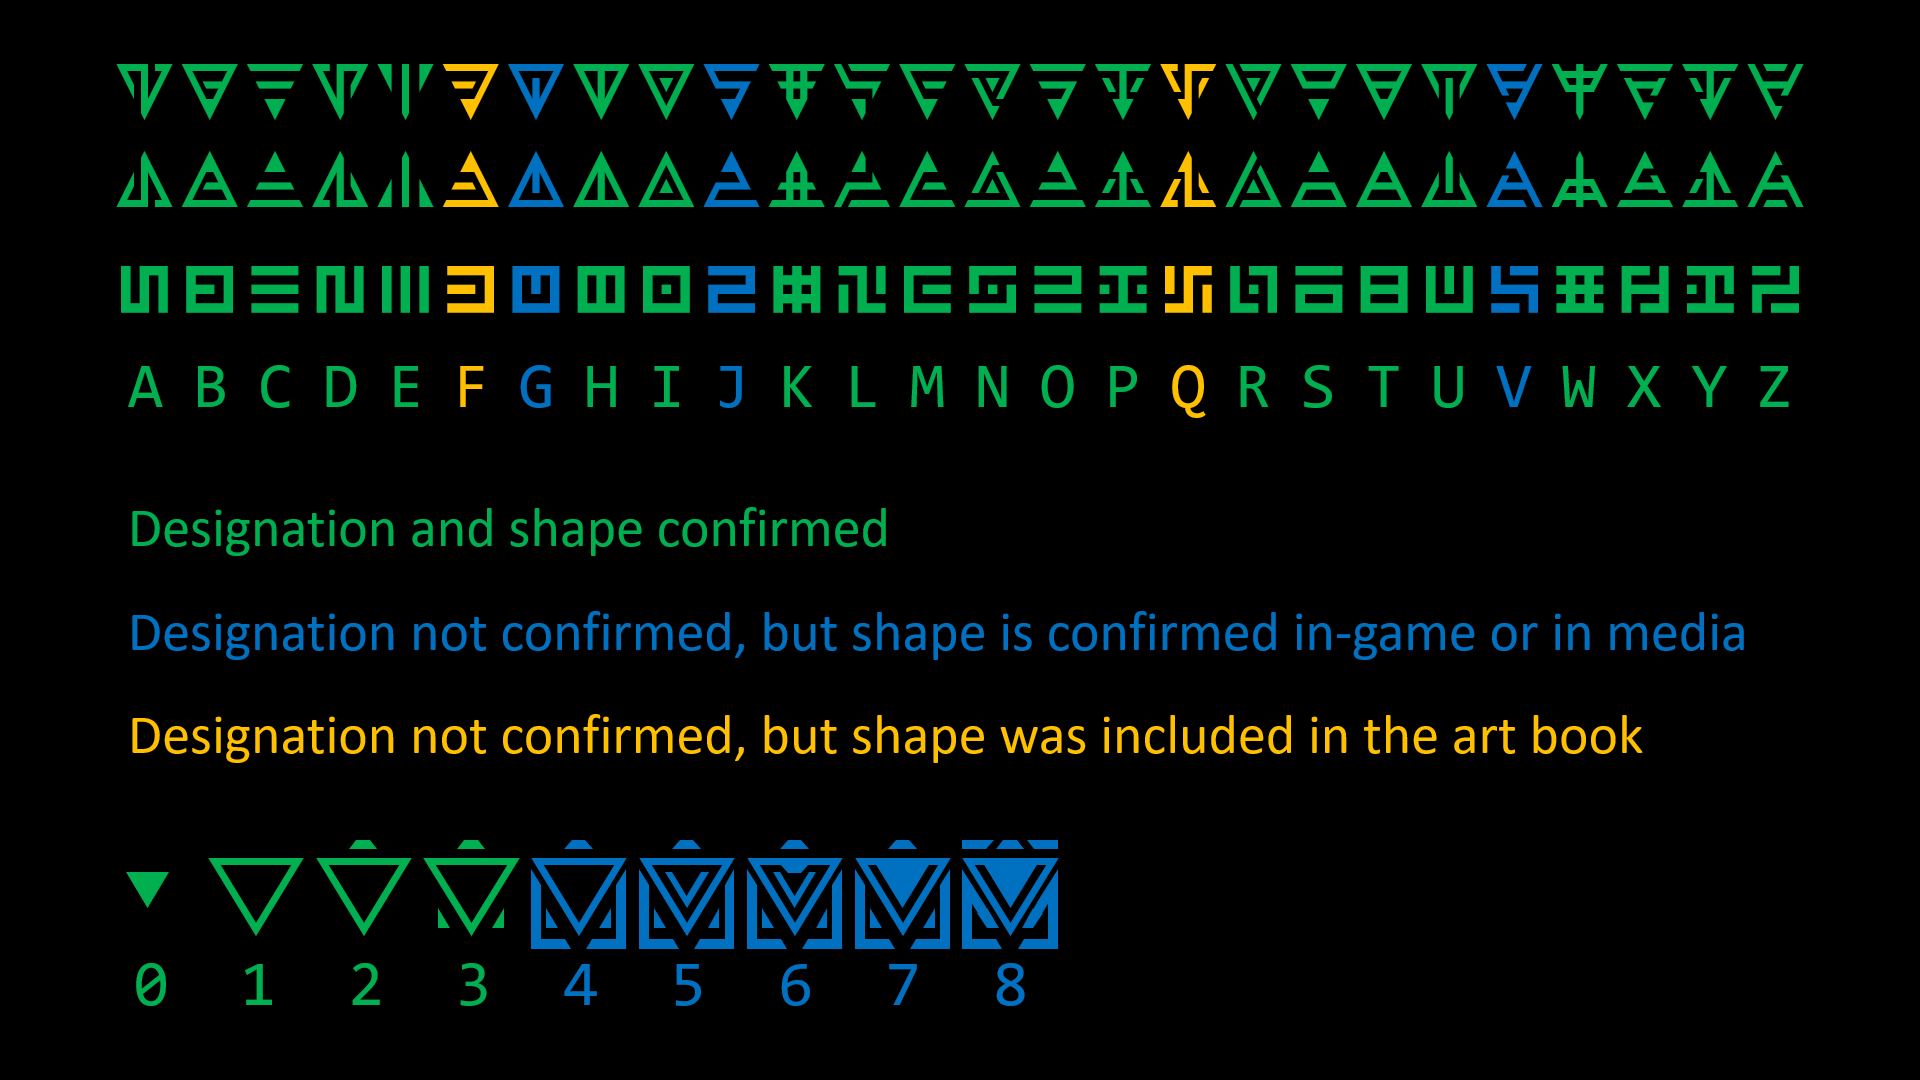 A B C D E F G H I J K L M N O P Q R S T U V W X Y Z
Designation and shape confirmed
Designation not confirmed, but shape is confirmed in-game or in media
Designation not confirmed, but shape was included in the art book
0 1 2 3 4 5 6 7 8